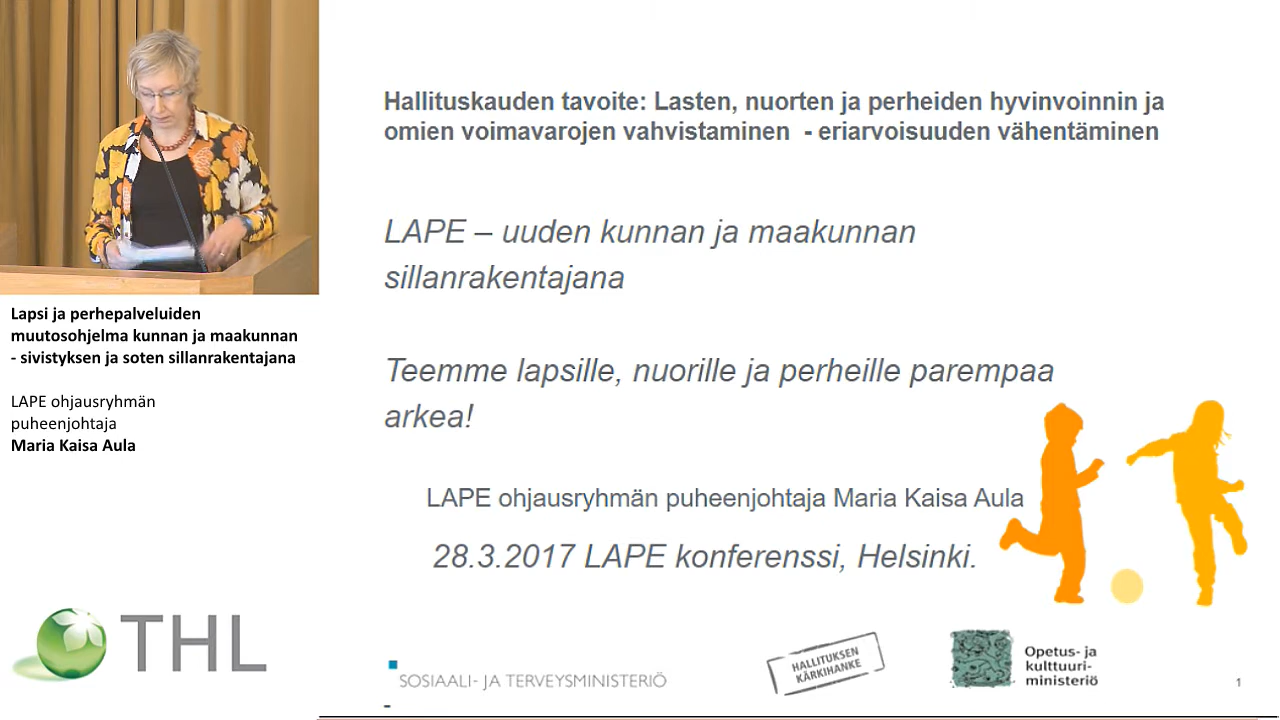 Hallituskauden tavoite: Lasten, nuorten ja perheiden hyvinvoinnin ja
omien voimavarojen vahvistaminen - eriarvoisuuden vähentäminen
LAPE – uuden kunnan ja maakunnan
sillanrakentajana
Teemme lapsille, nuorille ja perheille parempaa
arkea!
LAPE ohjausryhmän puheenjohtaja Maria Kaisa Aula
28.3.2017 LAPE konferenssi, Helsinki.
Lapsi ja perhepalveluiden
muutosohjelma kunnan ja maakunnan
- sivistyksen ja soten sillanrakentajana
LAPE ohjausryhmän
puheenjohtaja
Maria Kaisa Aula
THL
SOSIAALI- JA TERVEYSMINISTERIÖ
HALLITUKSEN
KÄRKIHANKE
Opetus- ja
kulttuuri-
ministeriö
1
-